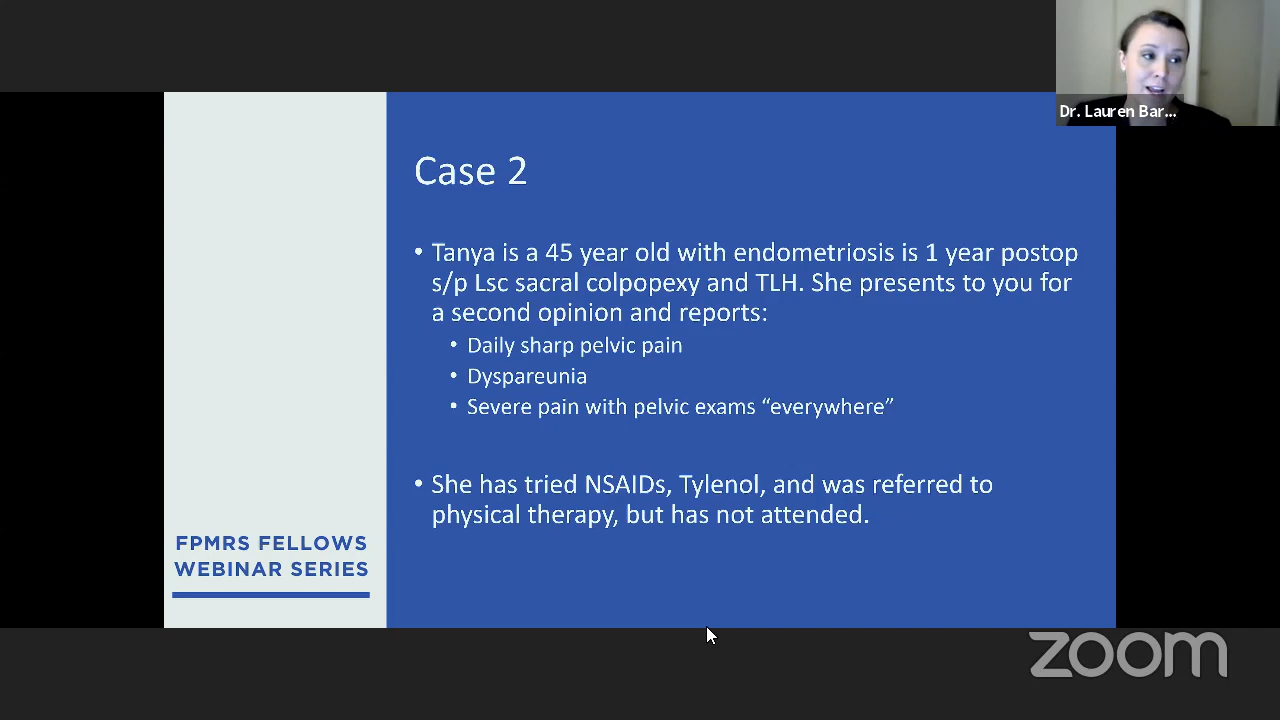 Dr. Lauren Bar...
Case 2
• Tanya is a 45 year old with endometriosis is 1 year postop
s/p Lsc sacral colpopexy and TLH. She presents to you for
a second opinion and reports:
• Daily sharp pelvic pain
• Dyspareunia
• Severe pain with pelvic exams “everywhere”
• She has tried NSAIDs, Tylenol, and was referred to
physical therapy, but has not attended.
FPMRS FELLOWS
WEBINAR SERIES
zoom